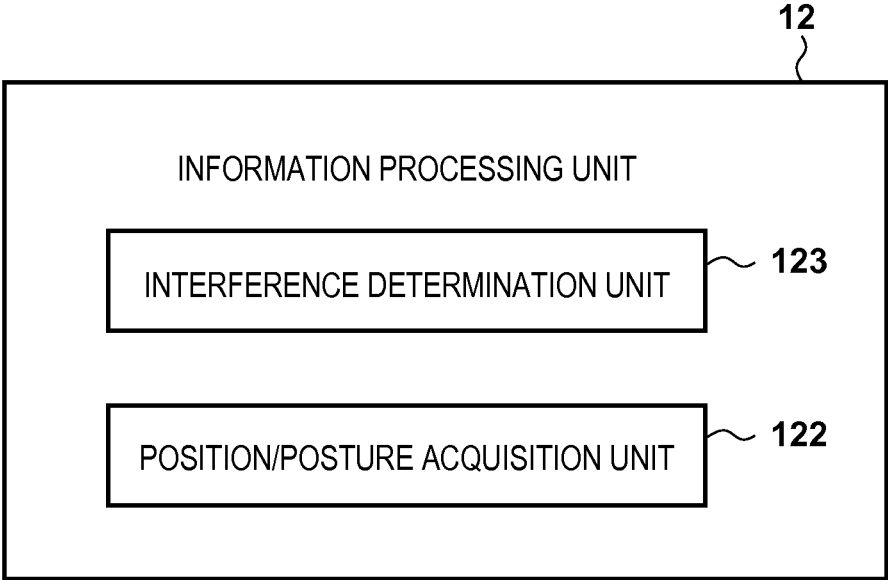 12
INFORMATION PROCESSING UNIT
INTERFERENCE DETERMINATION UNIT
123
POSITION/POSTURE ACQUISITION UNIT
122